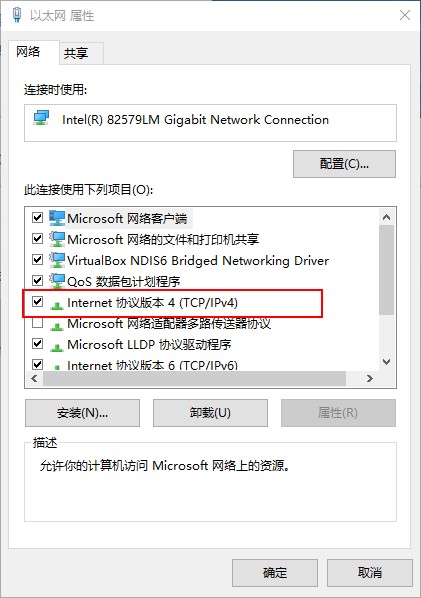 以太网 属性
网络
共享
连接时使用:
Intel(R) 82579LM Gigabit Network Connection
配置(C)...
此连接使用下列项目(O):
Microsoft 网络客户端
Microsoft 网络的文件和打印机共享
VirtualBox NDIS6 Bridged Networking Driver
QoS 数据包计划程序
Internet 协议版本 4 (TCP/IPv4)
Microsoft 网络适配器多路传送器协议
Microsoft LLDP 协议驱动程序
Internet 协议版本 6 (TCP/IPv6)
安装(N)...
卸载(U)
属性(R)
描述
允许你的计算机访问 Microsoft 网络上的资源。
确定
取消